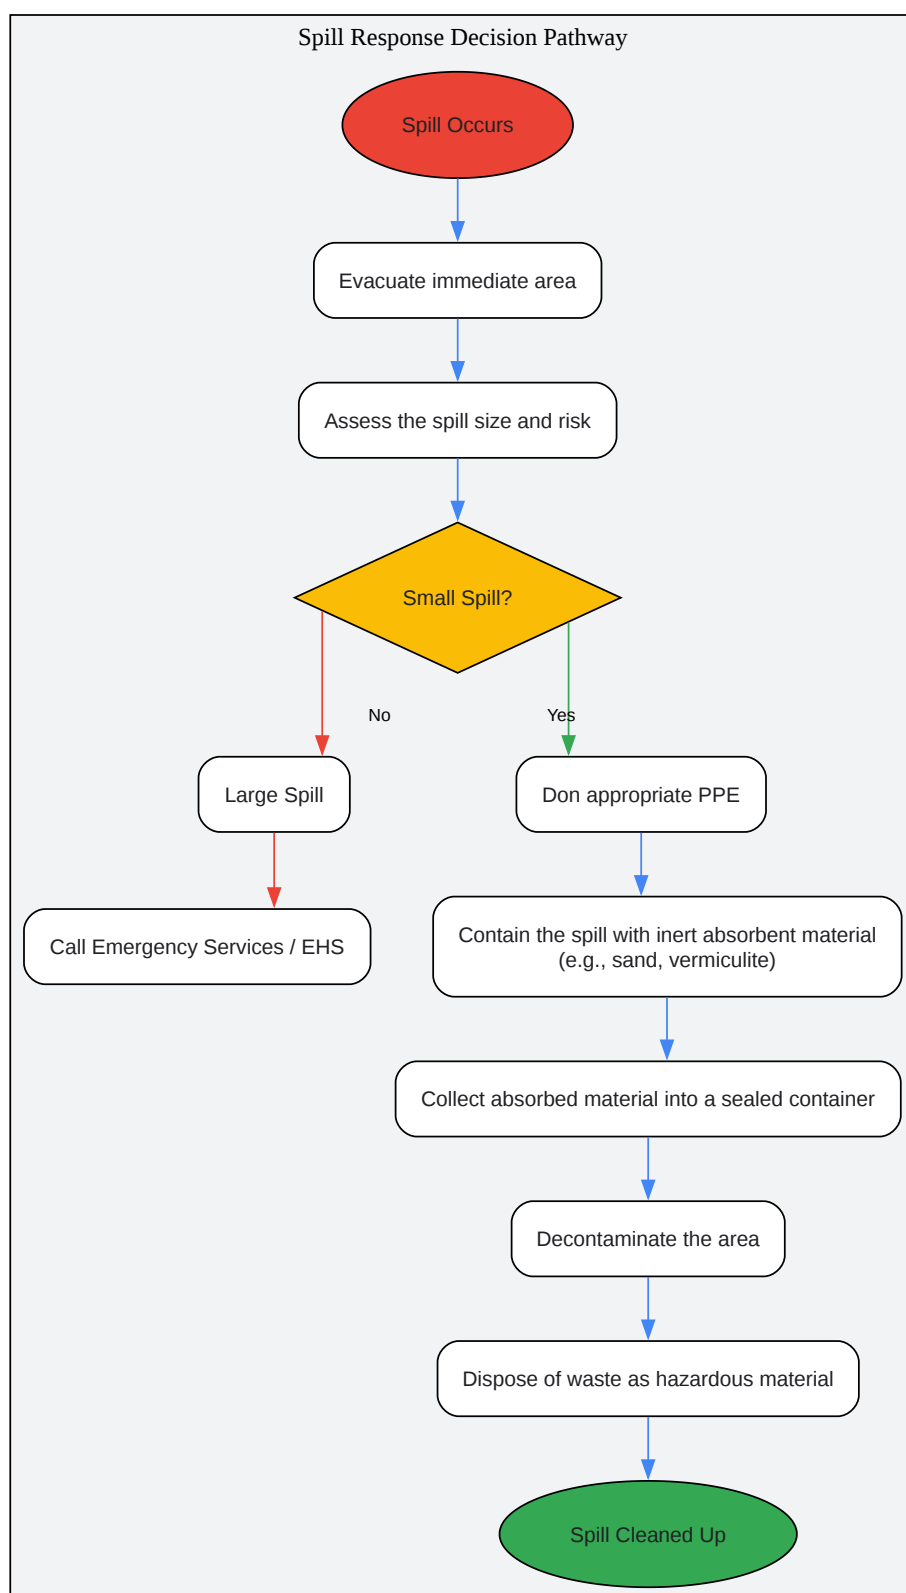 Spill Response Decision Pathway
Spill Occurs
Evacuate immediate area
Assess the spill size and risk
Small Spill?
No
Yes
Large Spill
Don appropriate PPE
Call Emergency Services / EHS
Contain the spill with inert absorbent material
(e.g., sand, vermiculite)
Collect absorbed material into a sealed container
Decontaminate the area
Dispose of waste as hazardous material
Spill Cleaned Up